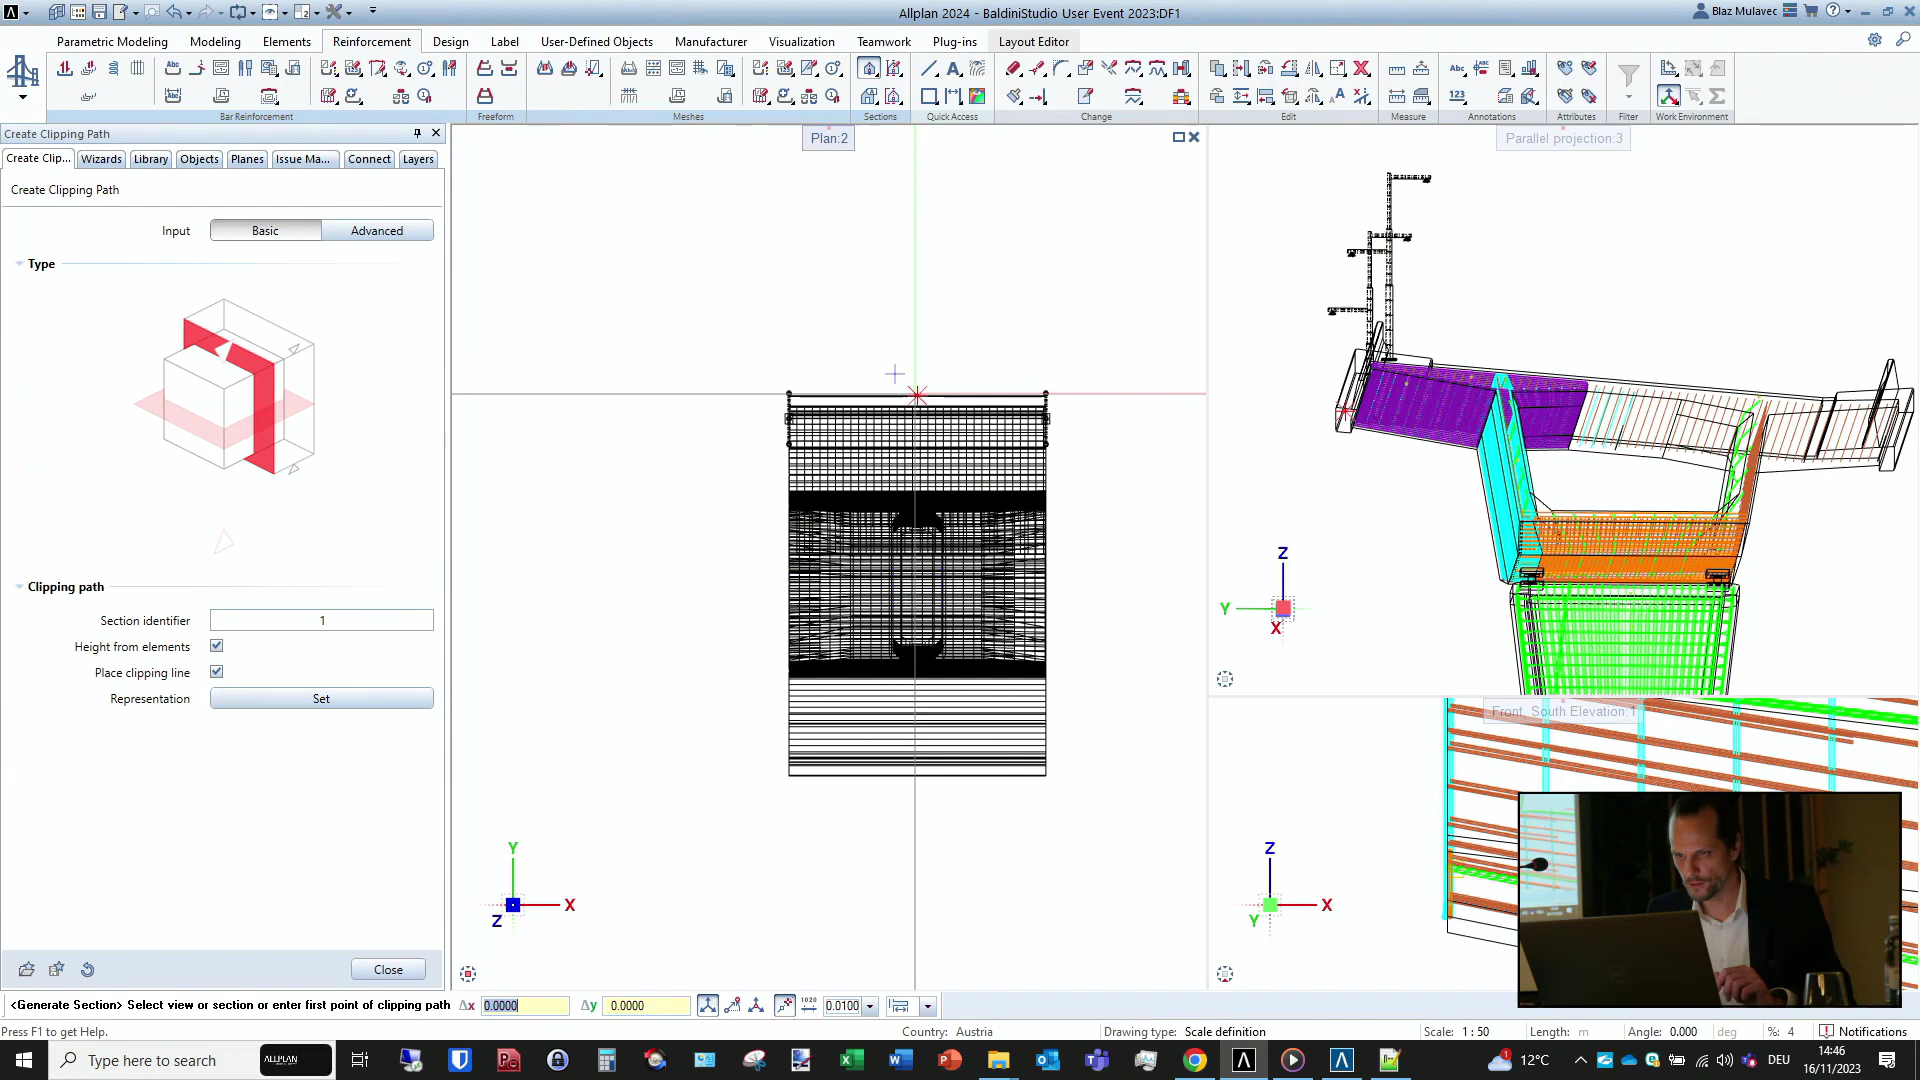 Allplan 2024 - BaldiniStudio User Event 2023:DF1
Blaz Mulavec
Parametric Modeling
Modeling
Elements
Reinforcement
Design
Label
User-Defined Objects
Manufacturer
Visualization
Teamwork
Plug-ins
Layout Editor
Bar Reinforcement
Freeform
Meshes
Sections
Quick Access
Change
Edit
Measure
Annotations
Attributes
Filter
Work Environment
Create Clipping Path
Create Clip...
Wizards
Library
Objects
Planes
Issue Ma...
Connect
Layers
Create Clipping Path
Input
Basic
Advanced
Type
Clipping path
Section identifier
1
Height from elements
Place clipping line
Representation
Set
Close
Plan:2
Parallel projection:3
Front, South Elevation:1
Y
X
Z
Z
Y
X
Z
X
Y
<Generate Section> Select view or section or enter first point of clipping path
Δx
0.0000
Δy
0.0000
1020
0.0100
Press F1 to get Help.
Country:
Austria
Drawing type:
Scale definition
Scale:
1 : 50
Length:
m
Angle:
0.000
deg
%:
4
Notifications
Type here to search
ALLPLAN
12°C
DEU
14:46
16/11/2023